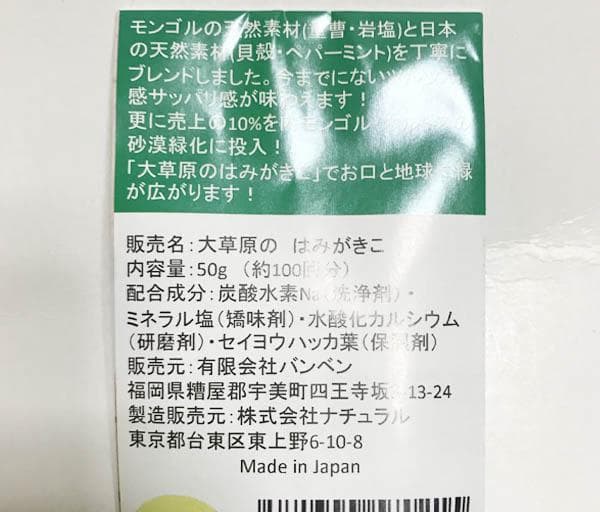 モンゴルの天然素材(重曹・岩塩)と日本
の天然素材(貝殻・ペパーミント)を丁寧に
ブレンドしました。今までにない
感サッパリ感が味わえます！
更に売上の10%を モンゴル
砂漠緑化に投入！
「大草原のはみがきこ」でお口と地球 緑
が広がります！
販売名：大草原の　はみがきこ
内容量：50g （約100回分）
配合成分：炭酸水素Na（洗浄剤）・
ミネラル塩（矯味剤）・水酸化カルシウム
（研磨剤）・セイヨウハッカ葉（保湿剤）
販売元：有限会社バンベン
福岡県糟屋郡宇美町四王寺坂 -13-24
製造販売元：株式会社ナチュラル
東京都台東区東上野6-10-8
Made in Japan